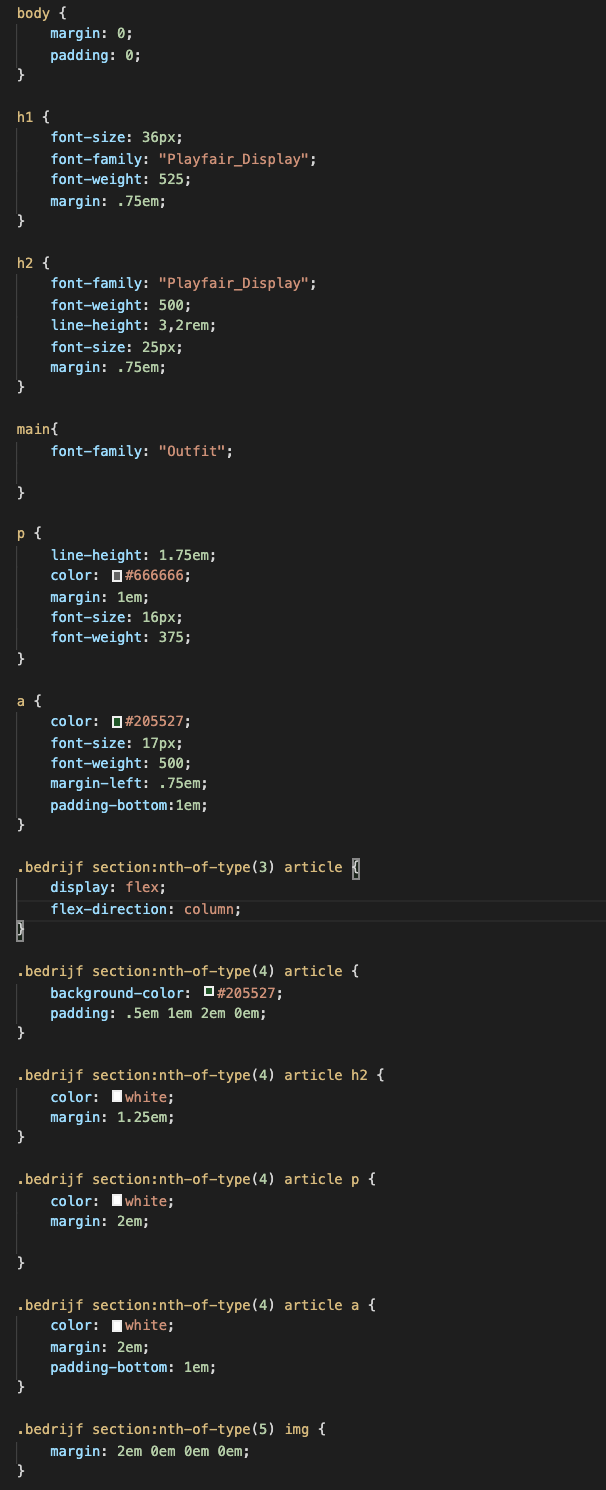 body {
    margin: 0;
    padding: 0;
}

h1 {
    font-size: 36px;
    font-family: "Playfair_Display";
    font-weight: 525;
    margin: .75em;
}

h2 {
    font-family: "Playfair_Display";
    font-weight: 500;
    line-height: 3,2rem;
    font-size: 25px;
    margin: .75em;
}

main{
    font-family: "Outfit";

}

p {
    line-height: 1.75em;
    color: #666666;
    margin: 1em;
    font-size: 16px;
    font-weight: 375;
}

a {
    color: #205527;
    font-size: 17px;
    font-weight: 500;
    margin-left: .75em;
    padding-bottom:1em;
}

.bedrijf section:nth-of-type(3) article {
    display: flex;
    flex-direction: column;
}

.bedrijf section:nth-of-type(4) article {
    background-color: #205527;
    padding: .5em 1em 2em 0em;
}

.bedrijf section:nth-of-type(4) article h2 {
    color: white;
    margin: 1.25em;
}

.bedrijf section:nth-of-type(4) article p {
    color: white;
    margin: 2em;

}

.bedrijf section:nth-of-type(4) article a {
    color: white;
    margin: 2em;
    padding-bottom: 1em;
}

.bedrijf section:nth-of-type(5) img {
    margin: 2em 0em 0em 0em;
}